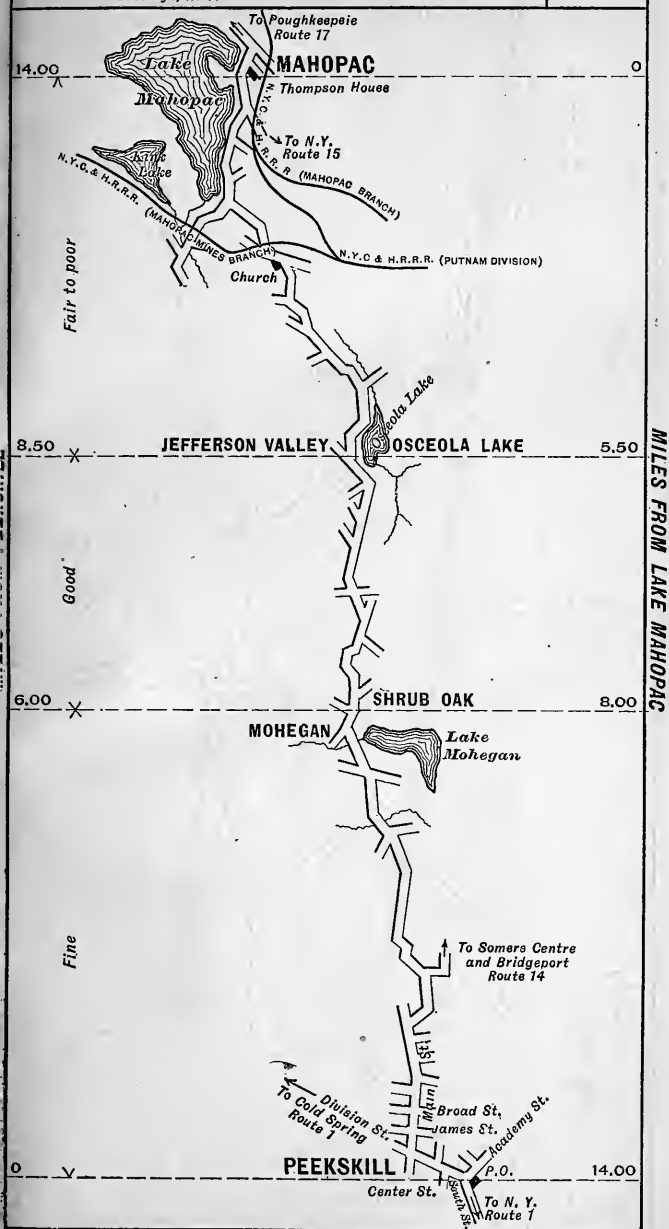 To Poughkeepeie
Route 17
14.00
MAHOPAC
0
Lake
Mahopac
Thompson House
N.Y.C. & H.R.R.R. (MAHOPAC BRANCH)
To N.Y.
Route 15
Kirk
Lake
N.Y.C. & H.R.R.R. (MAHOPAC MINES BRANCH)
N.Y.C & H.R.R.R. (PUTNAM DIVISION)
Church
Fair to poor
Osceola Lake
8.50
JEFFERSON VALLEY
OSCEOLA LAKE
5.50
MILES FROM LAKE MAHOPAC
Good
6.00
SHRUB OAK
8.00
MOHEGAN
Lake
Mohegan
Fine
To Somers Centre
and Bridgeport
Route 14
Main St.
Division St.
To Cold Spring
Route 1
Broad St.
James St.
Academy St.
0
PEEKSKILL
P.O.
14.00
Center St.
South St.
To N.Y.
Route 1